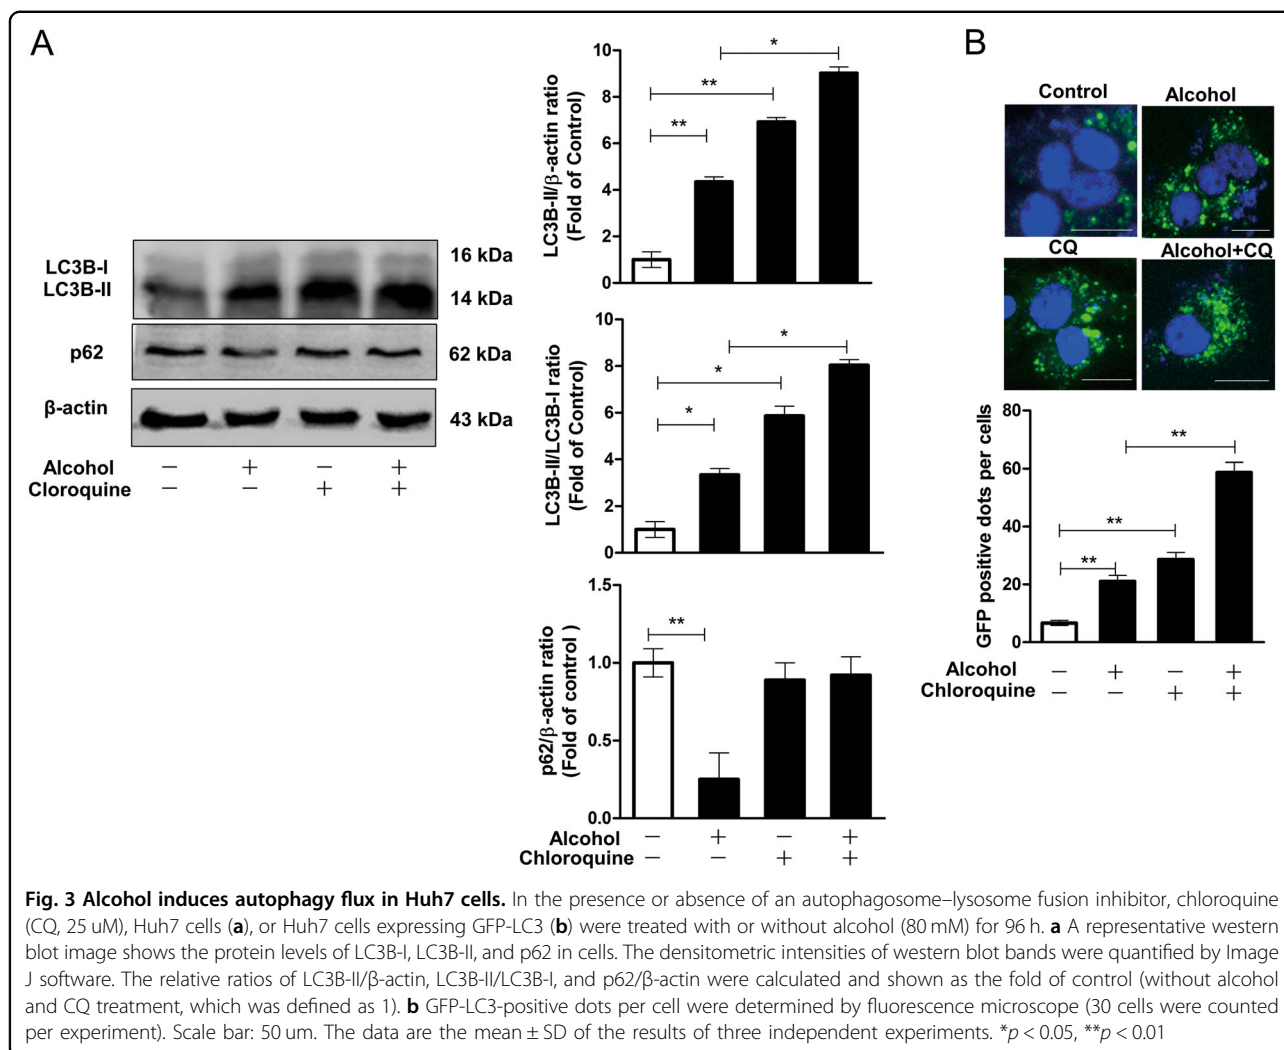 A
LC3B-I
LC3B-II
16 kDa
14 kDa
p62
62 kDa
β-actin
43 kDa
Alcohol − + − +
Cloroquine − − + +
LC3B-II/β-actin ratio
(Fold of Control)
10
8
6
4
2
0
**
**
*
LC3B-II/LC3B-I ratio
(Fold of Control)
10
8
6
4
2
0
*
*
*
p62/β-actin ratio
(Fold of control )
1.5
1.0
0.5
0.0
**
Alcohol − + − +
Chloroquine − − + +
B
Control
Alcohol
CQ
Alcohol+CQ
GFP positive dots per cells
80
60
40
20
0
**
**
**
Alcohol − + − +
Chloroquine − − + +
Fig. 3 Alcohol induces autophagy flux in Huh7 cells. In the presence or absence of an autophagosome–lysosome fusion inhibitor, chloroquine
(CQ, 25 uM), Huh7 cells (a), or Huh7 cells expressing GFP-LC3 (b) were treated with or without alcohol (80 mM) for 96 h. a A representative western
blot image shows the protein levels of LC3B-I, LC3B-II, and p62 in cells. The densitometric intensities of western blot bands were quantified by Image
J software. The relative ratios of LC3B-II/β-actin, LC3B-II/LC3B-I, and p62/β-actin were calculated and shown as the fold of control (without alcohol
and CQ treatment, which was defined as 1). b GFP-LC3-positive dots per cell were determined by fluorescence microscope (30 cells were counted
per experiment). Scale bar: 50 um. The data are the mean ± SD of the results of three independent experiments. *p < 0.05, **p < 0.01